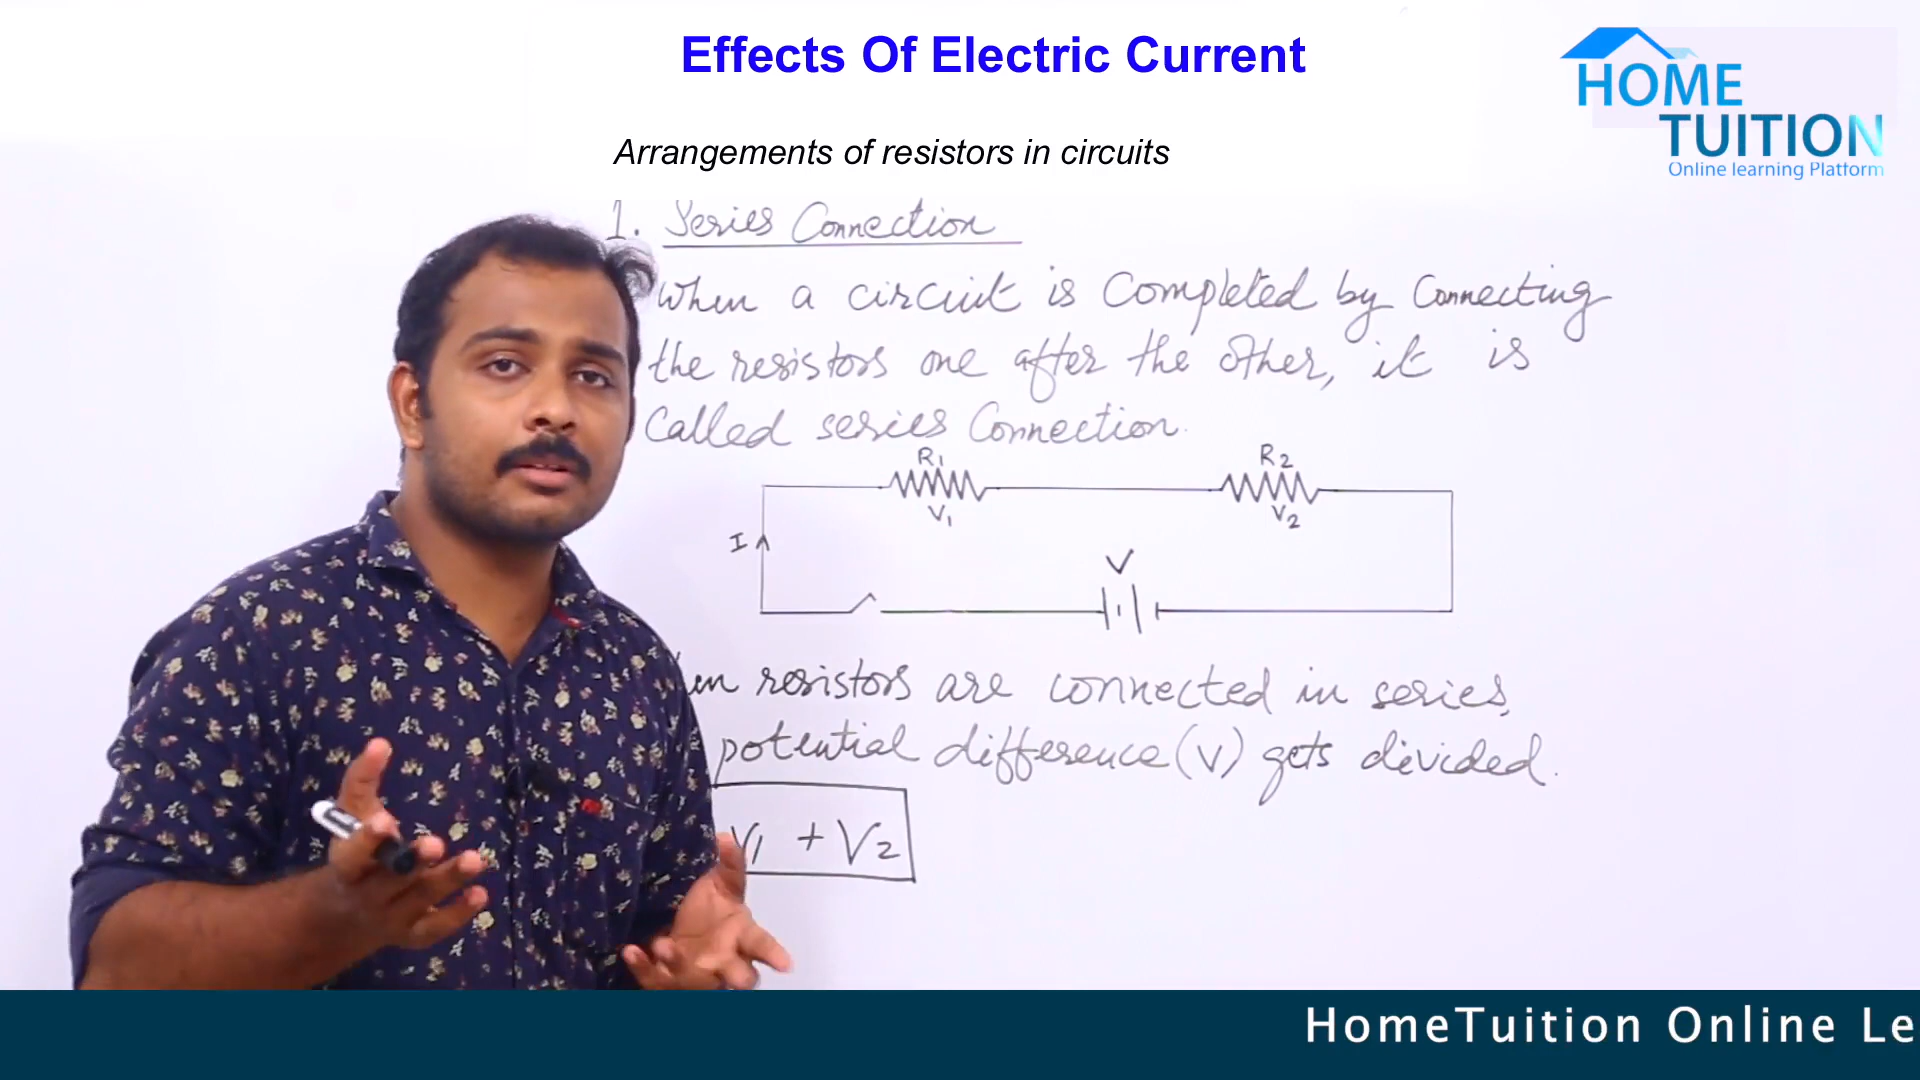 Effects Of Electric Current
HOME
TUITION
Online learning Platform
Arrangements of resistors in circuits
1. Series Connection
When a circuit is completed by connecting
the resistors one after the other, it is
called series connection.
R1
R2
V1
V2
I
V
resistors are connected in series,
potential difference (V) gets divided.
V1 + V2
HomeTuition Online Le